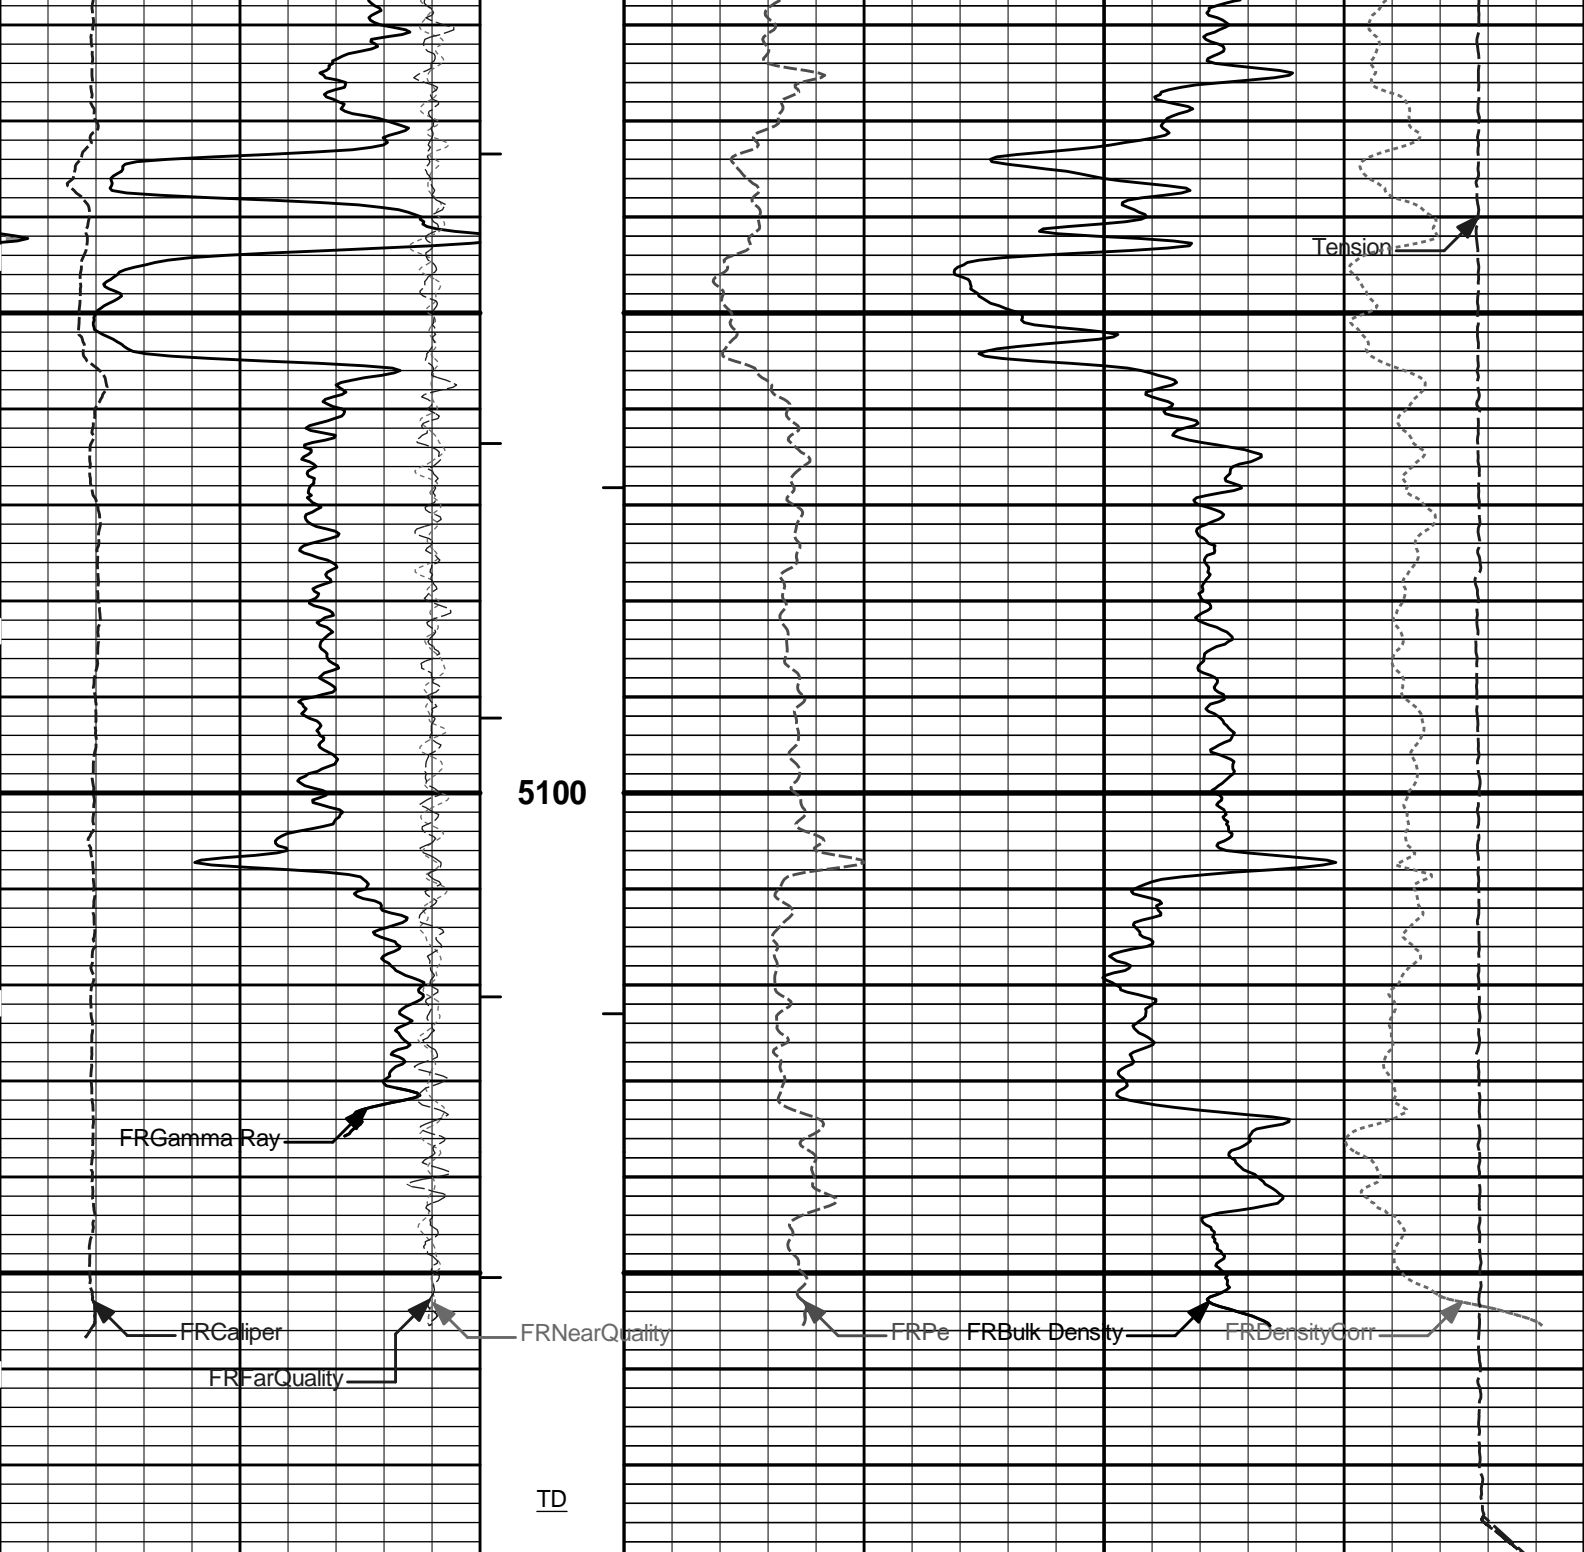 Tension
5100
FRGamma Ray
FRCaliper
FRNearQuality
FRPe
FRBulk Density
FRDensityCorr
FRFarQuality
TD